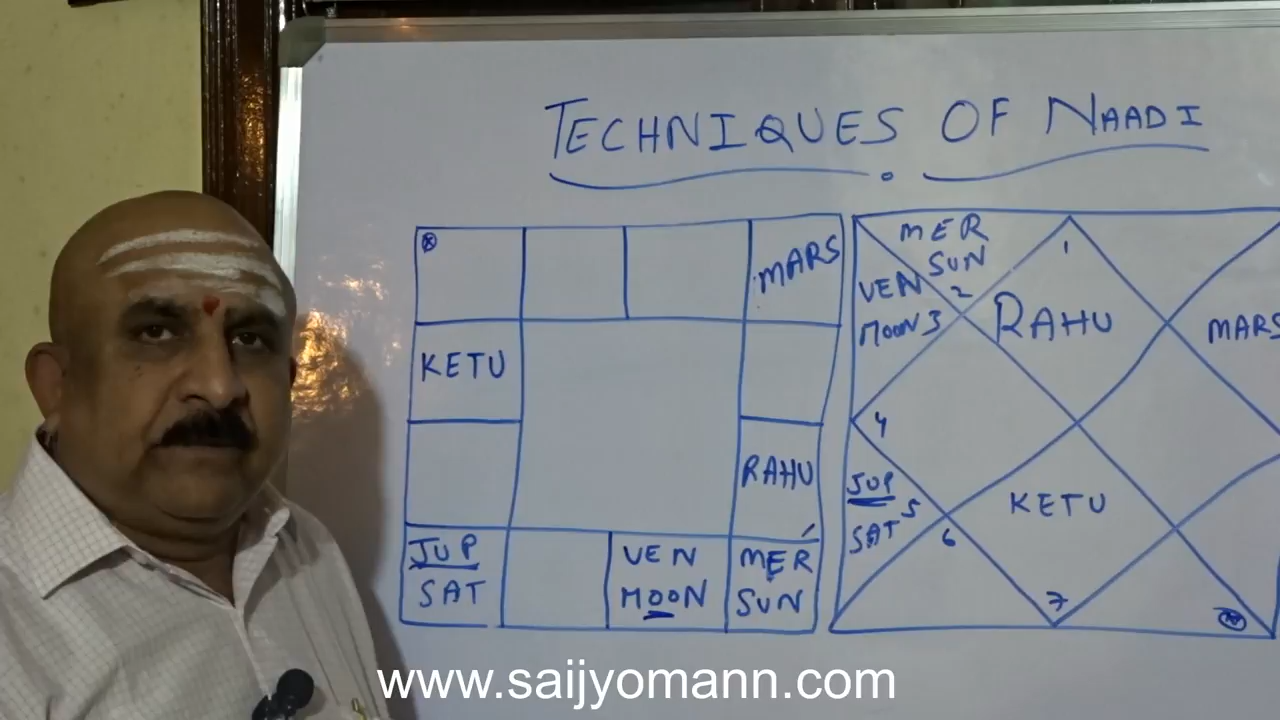 TECHNIQUES OF NAADI
MARS
KETU
RAHU
JUP
SAT
VEN
MOON
MER
SUN
MER
SUN
2
VEN
MOON 3
1
RAHU
MARS
4
JUP
5
SAT
6
KETU
7
www.saijyomann.com